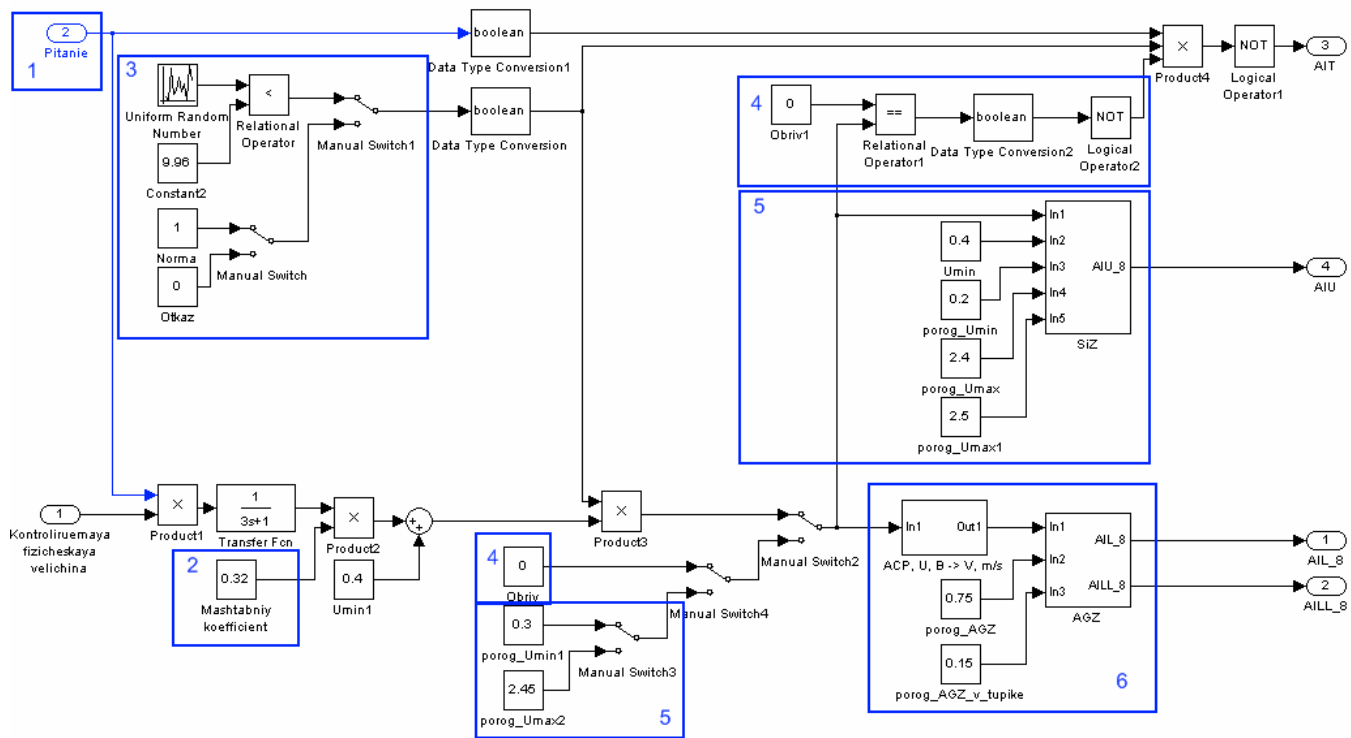 2
Pitanie
1
boolean
Data Type Conversion1
×
Product4
NOT
Logical
Operator1
3
AIT
3
Uniform Random
Number
<
Relational
Operator
9.96
Constant2
Manual Switch1
boolean
Data Type Conversion
1
Norma
0
Otkaz
Manual Switch
4
0
Obriv1
==
Relational
Operator1
boolean
Data Type Conversion2
NOT
Logical
Operator2
5
0.4
Umin
0.2
porog_Umin
2.4
porog_Umax
2.5
porog_Umax1
In1
In2
In3
In4
In5
AIU_8
SiZ
4
AIU
1
Kontroliruemaya
fizicheskaya
velichina
×
Product1
1
3s+1
Transfer Fcn
×
Product2
+
+
2
0.32
Mashtabniy
koefficient
0.4
Umin1
×
Product3
Manual Switch2
4
0
Obriv
Manual Switch4
0.3
porog_Umin1
Manual Switch3
2.45
porog_Umax2
5
In1
Out1
ACP, U, B -> V, m/s
0.75
porog_AGZ
0.15
porog_AGZ_v_tupike
In1
In2
In3
AIL_8
AILL_8
AGZ
6
1
AIL_8
2
AILL_8